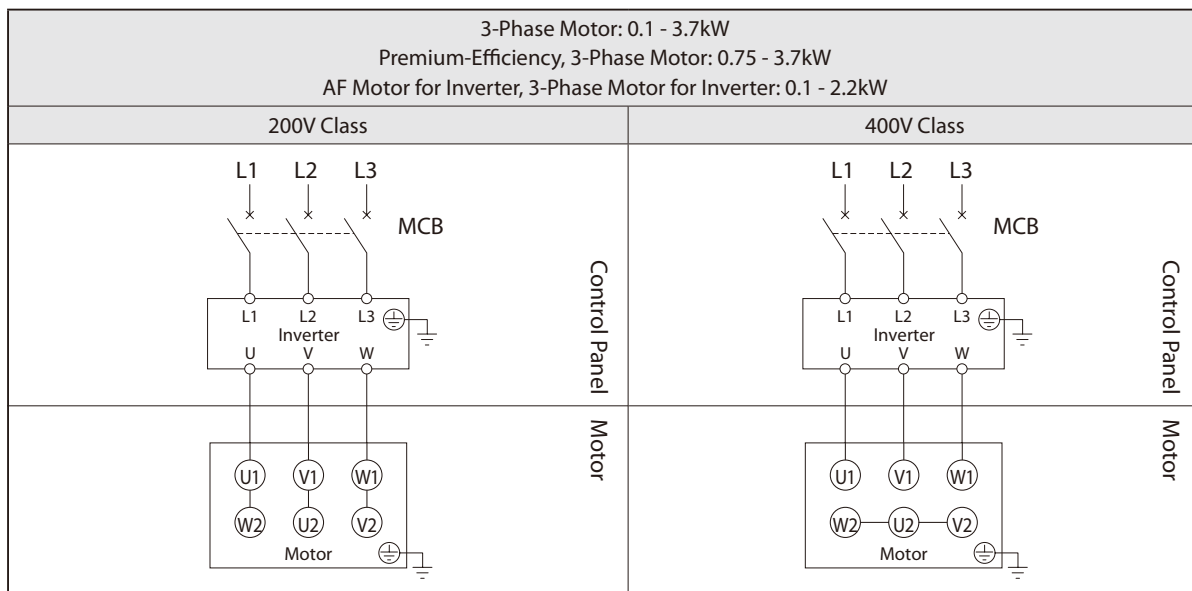 3-Phase Motor: 0.1 - 3.7kW
Premium-Efficiency, 3-Phase Motor: 0.75 - 3.7kW
AF Motor for Inverter, 3-Phase Motor for Inverter: 0.1 - 2.2kW
200V Class
400V Class
L1 L2 L3
MCB
L1 L2 L3
Inverter
U V W
Control Panel
U1 V1 W1
W2 U2 V2
Motor
Motor
L1 L2 L3
MCB
L1 L2 L3
Inverter
U V W
Control Panel
U1 V1 W1
W2 U2 V2
Motor
Motor